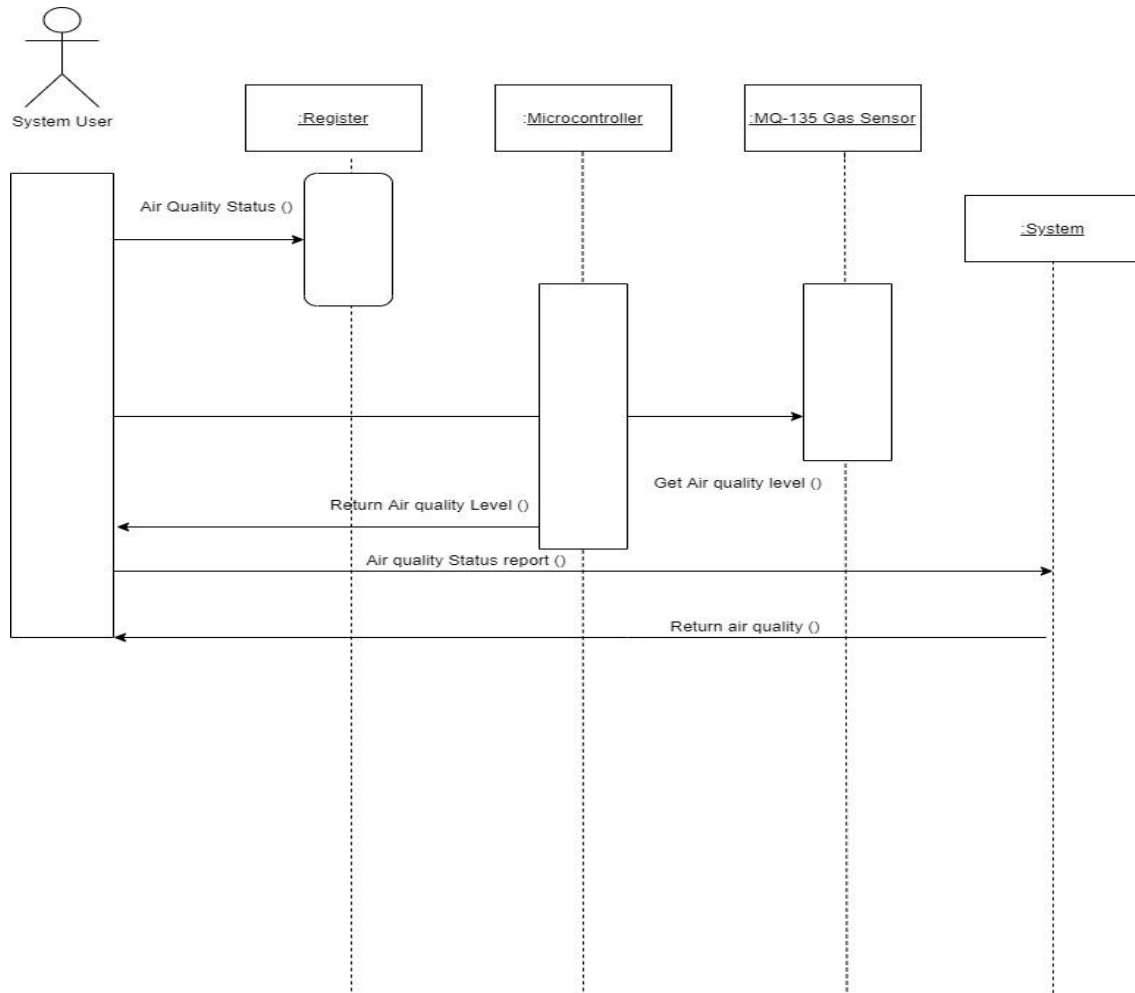 System User
:Register
:Microcontroller
:MQ-135 Gas Sensor
Air Quality Status ()
:System
Get Air quality level ()
Return Air quality Level ()
Air quality Status report ()
Return air quality ()